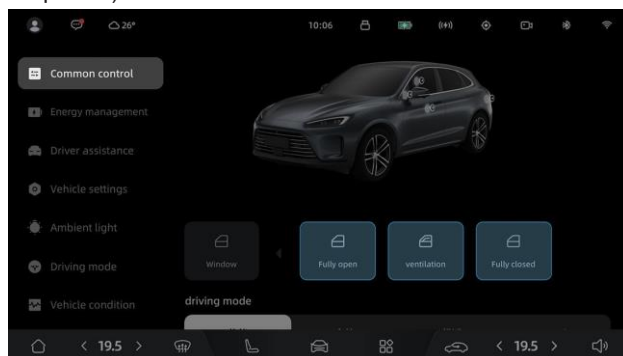 26°
10:06
Common control
Energy management
Driver assistance
Vehicle settings
Ambient light
Driving mode
Vehicle condition
Window
Fully open
ventilation
Fully closed
driving mode
19.5
19.5